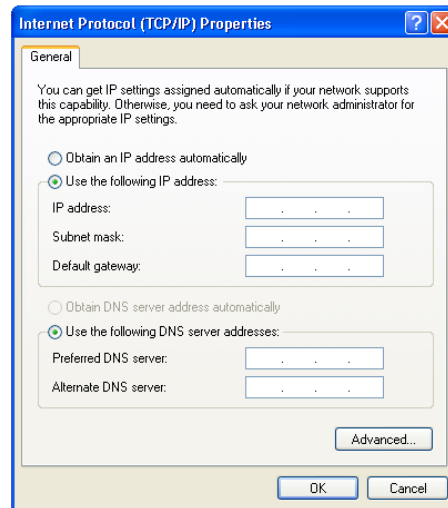 Internet Protocol (TCP/IP) Properties
General
You can get IP settings assigned automatically if your network supports
this capability. Otherwise, you need to ask your network administrator for
the appropriate IP settings.
Obtain an IP address automatically
Use the following IP address:
IP address:
Subnet mask:
Default gateway:
Obtain DNS server address automatically
Use the following DNS server addresses:
Preferred DNS server:
Alternate DNS server:
Advanced...
OK Cancel